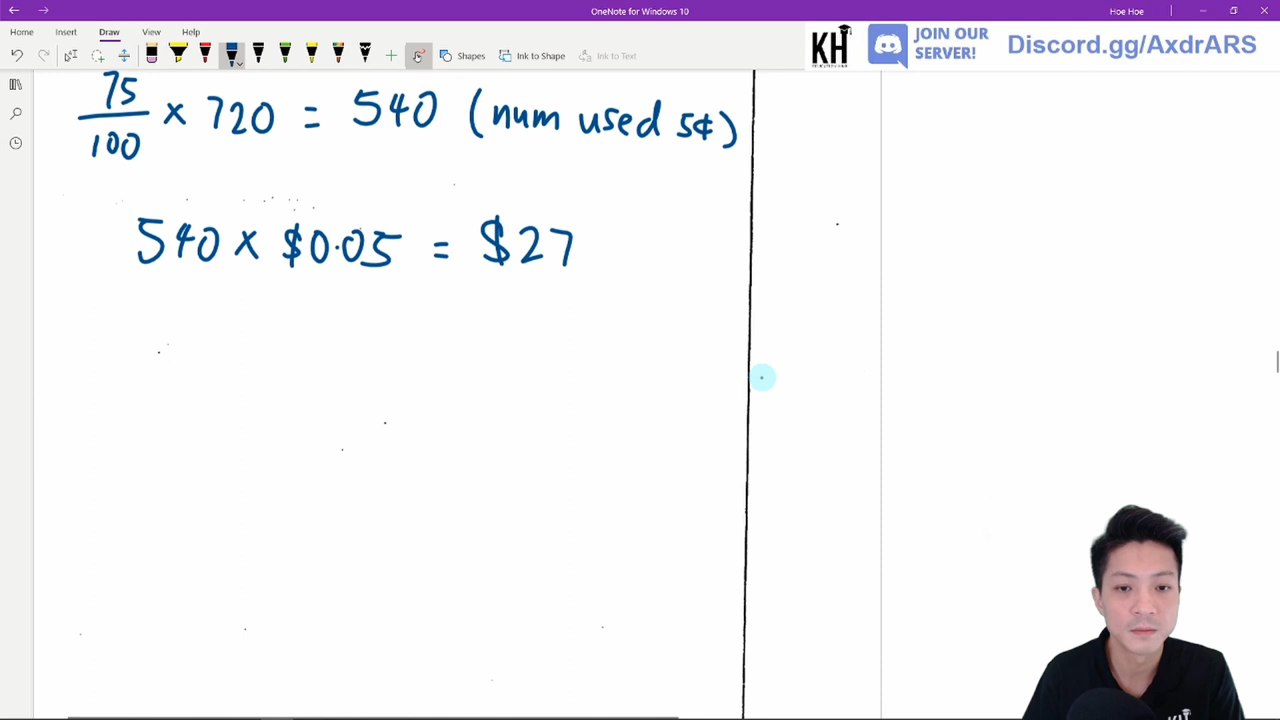 OneNote for Windows 10
Hoe Hoe
Home Insert Draw View Help
Shapes
Ink to Shape
Ink to Text
KH
JOIN OUR
SERVER!
Discord.gg/AxdrARS
75
100
× 720 = 540 (num used 5¢)
540 × $0.05 = $27
KH